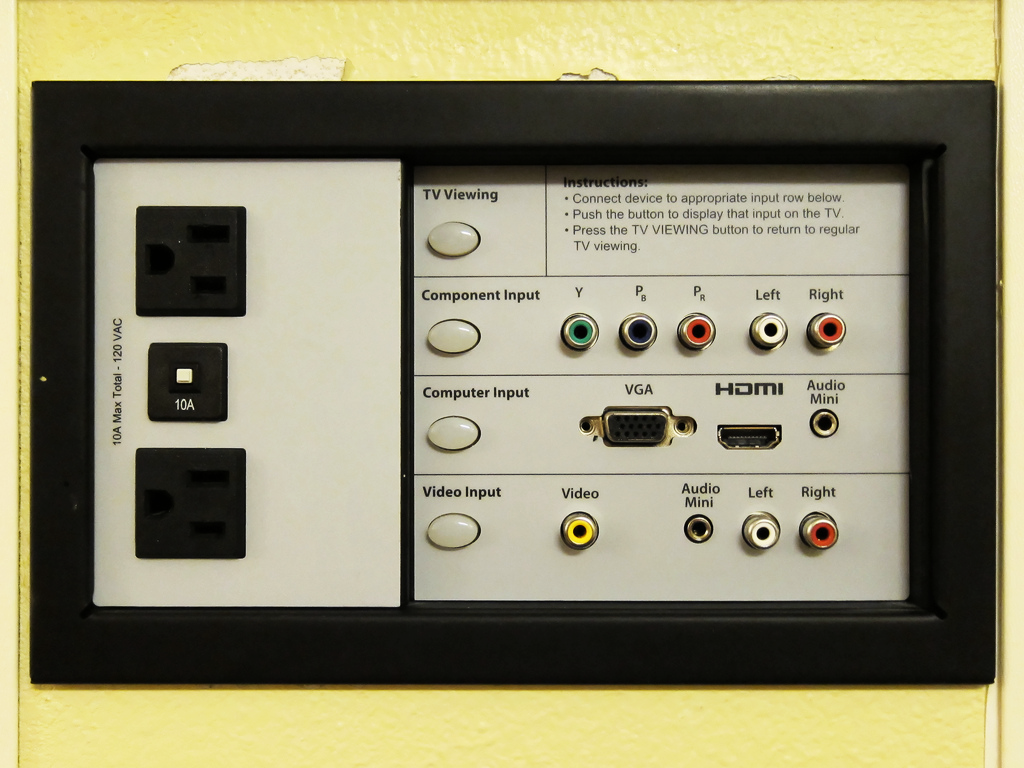 TV Viewing
Instructions:
• Connect device to appropriate input row below.
• Push the button to display that input on the TV.
• Press the TV VIEWING button to return to regular
TV viewing.
Component Input
Y
PB
PR
Left
Right
10A Max Total - 120 VAC
10A
Computer Input
VGA
HDMI
Audio
Mini
Video Input
Video
Audio
Mini
Left
Right